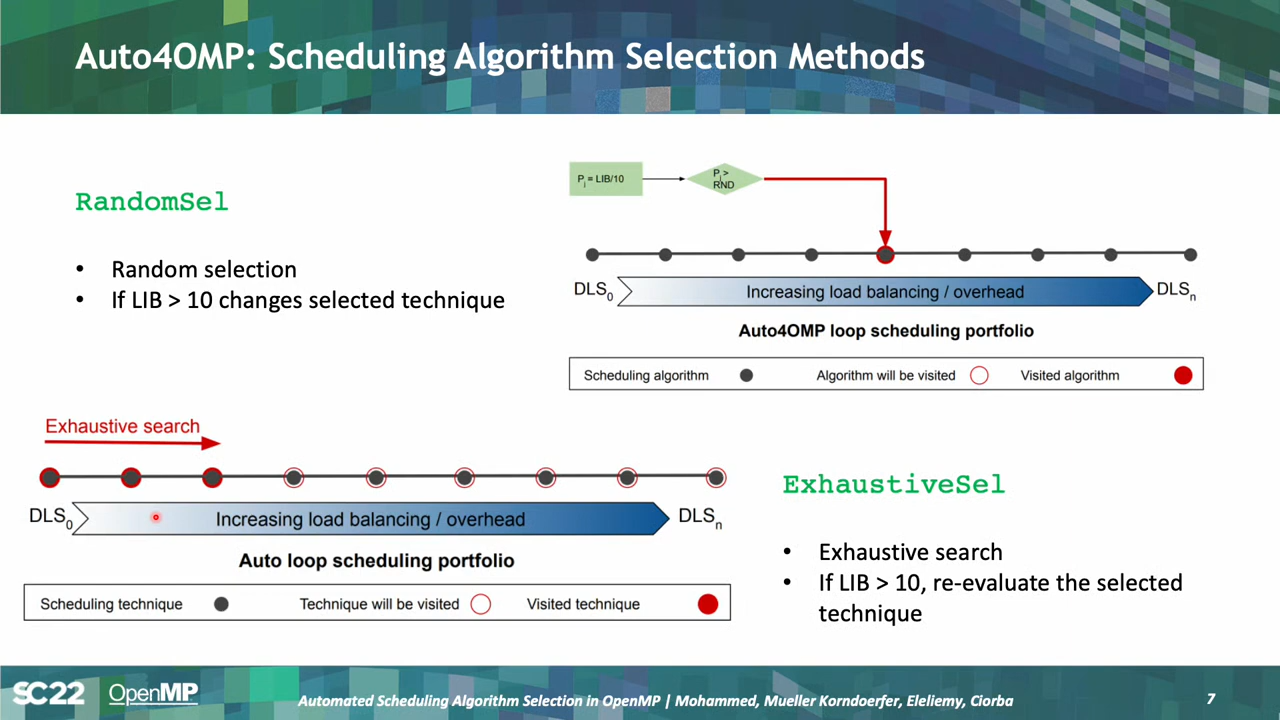 Auto4OMP: Scheduling Algorithm Selection Methods
RandomSel
• Random selection
• If LIB > 10 changes selected technique
Pj = LIB/10
Pj >
RND
DLS0
Increasing load balancing / overhead
DLSn
Auto4OMP loop scheduling portfolio
Scheduling algorithm
Algorithm will be visited
Visited algorithm
Exhaustive search
DLS0
Increasing load balancing / overhead
DLSn
Auto loop scheduling portfolio
Scheduling technique
Technique will be visited
Visited technique
ExhaustiveSel
• Exhaustive search
• If LIB > 10, re-evaluate the selected
technique
SC22
OpenMP
Automated Scheduling Algorithm Selection in OpenMP | Mohammed, Mueller Korndoerfer, Eleliemy, Ciorba
7